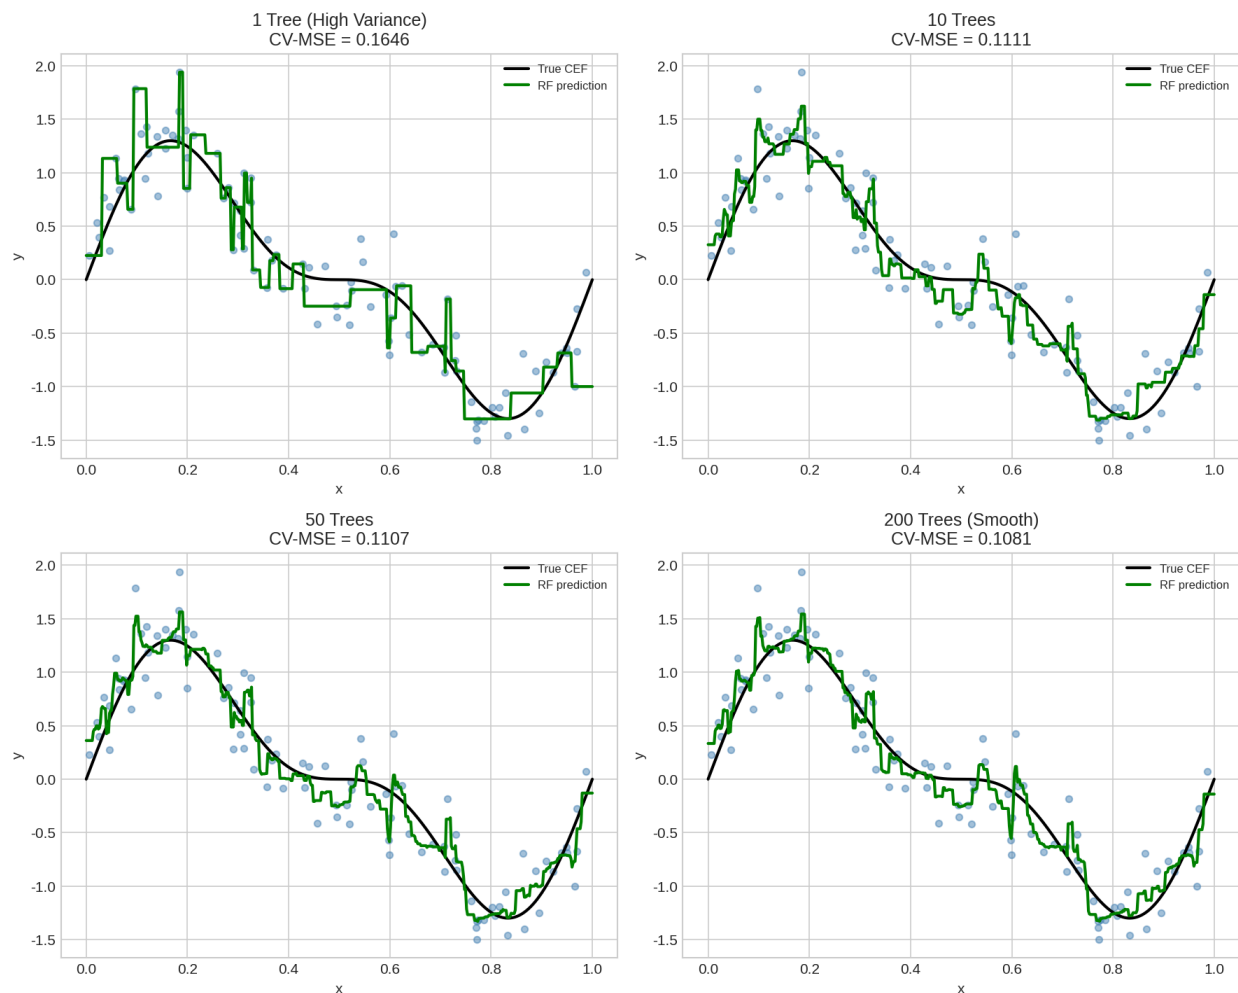 1 Tree (High Variance)
CV-MSE = 0.1646
True CEF
RF prediction
2.0
1.5
1.0
0.5
0.0
-0.5
-1.0
-1.5
y
0.0 0.2 0.4 0.6 0.8 1.0
x
10 Trees
CV-MSE = 0.1111
True CEF
RF prediction
2.0
1.5
1.0
0.5
0.0
-0.5
-1.0
-1.5
y
0.0 0.2 0.4 0.6 0.8 1.0
x
50 Trees
CV-MSE = 0.1107
True CEF
RF prediction
2.0
1.5
1.0
0.5
0.0
-0.5
-1.0
-1.5
y
0.0 0.2 0.4 0.6 0.8 1.0
x
200 Trees (Smooth)
CV-MSE = 0.1081
True CEF
RF prediction
2.0
1.5
1.0
0.5
0.0
-0.5
-1.0
-1.5
y
0.0 0.2 0.4 0.6 0.8 1.0
x